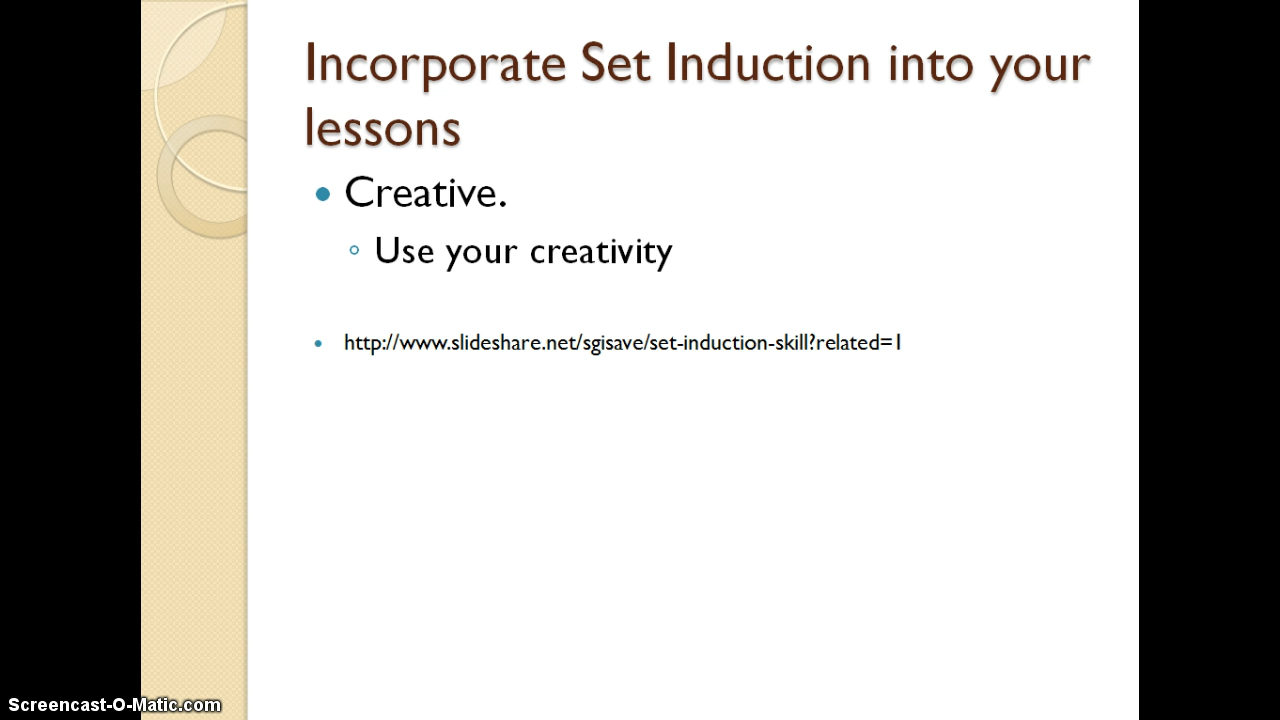 Incorporate Set Induction into your
lessons
Creative.
Use your creativity
http://www.slideshare.net/sgisave/set-induction-skill?related=1
Screencast-O-Matic.com